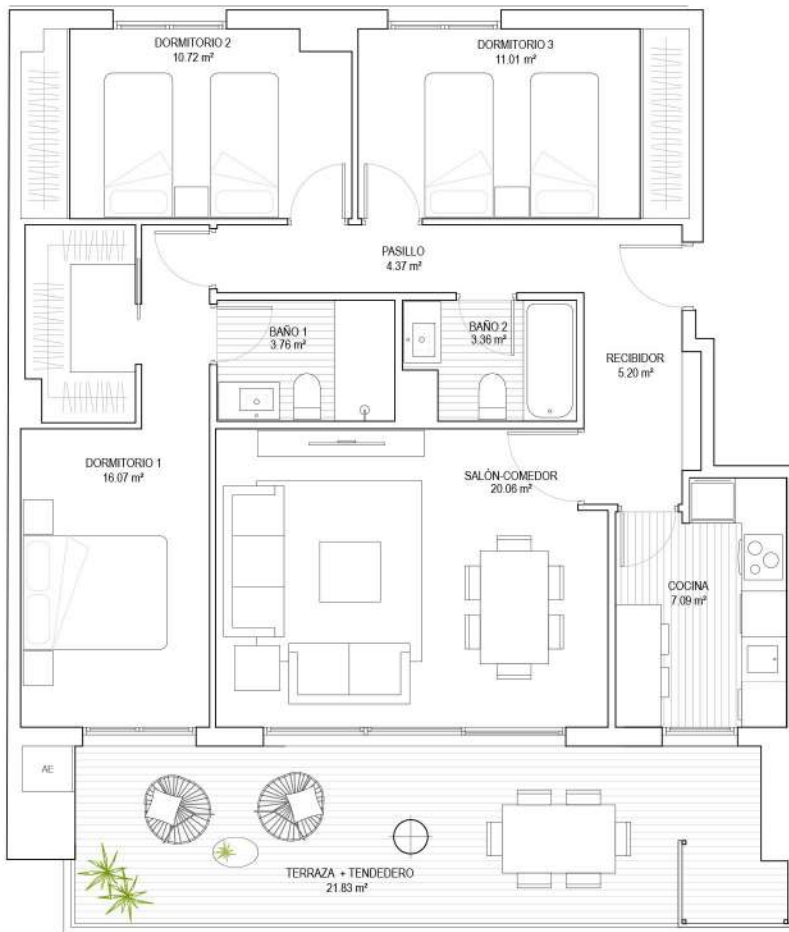 DORMITORIO 2
10.72 m²
DORMITORIO 3
11.01 m²
PASILLO
4.37 m²
BAÑO 1
3.76 m²
BAÑO 2
3.36 m²
RECIBIDOR
5.20 m²
DORMITORIO 1
16.07 m²
SALÓN-COMEDOR
20.06 m²
COCINA
7.09 m²
AE
TERRAZA + TENDEDERO
21.83 m²